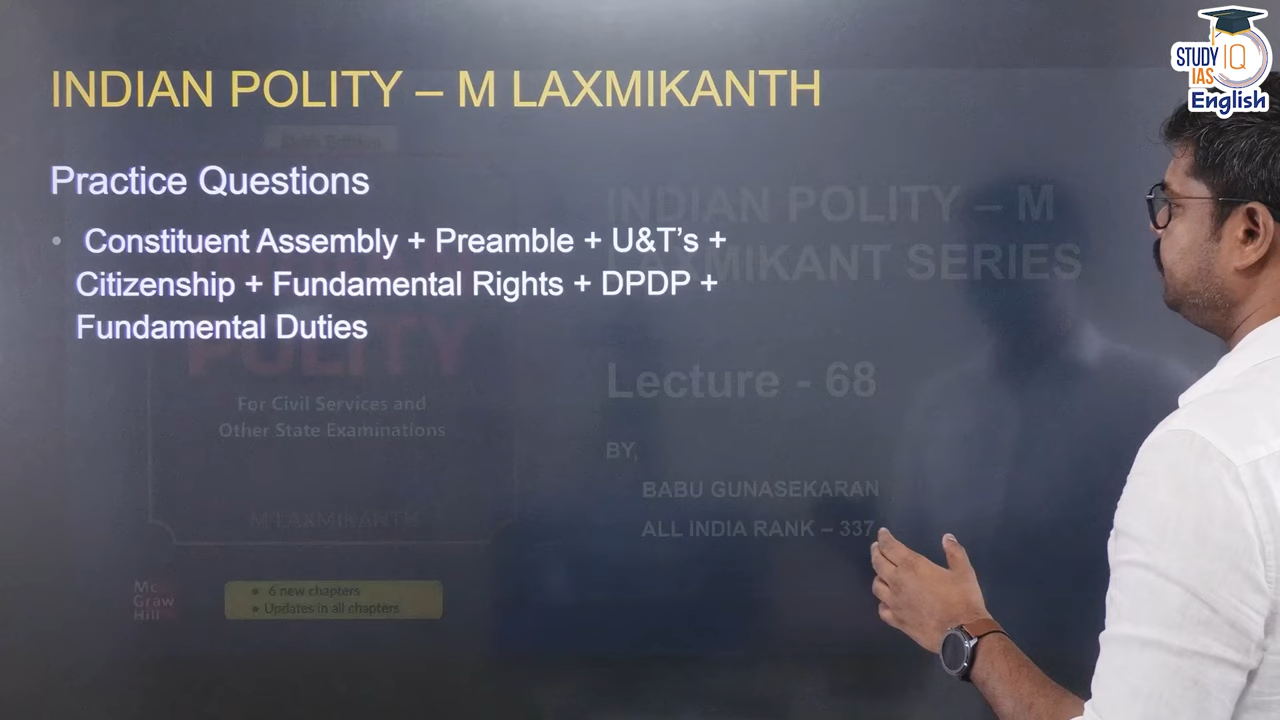 STUDY IQ
IAS
English
INDIAN POLITY – M LAXMIKANTH
Practice Questions
• Constituent Assembly + Preamble + U&T's +
Citizenship + Fundamental Rights + DPDP +
Fundamental Duties
POLITY
For Civil Services and
Other State Examinations
M LAXMIKANTH
Mc
Graw
Hill
• 6 new chapters
• Updates in all chapters
INDIAN POLITY – M
LAXMIKANT SERIES
Lecture - 68
BY,
BABU GUNASEKARAN
ALL INDIA RANK – 337